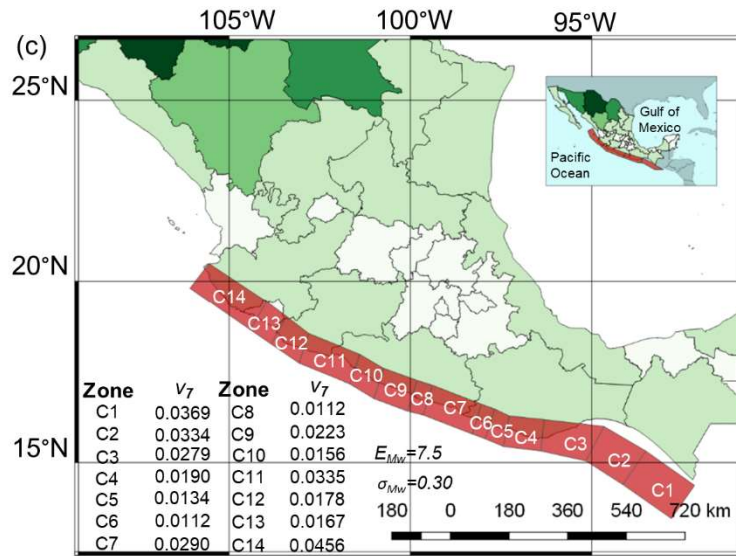 (c)
105°W 100°W 95°W
25°N
Gulf of
Mexico
Pacific
Ocean
20°N
C14
C13
C12
C11
C10
C9
C8
C7
C6
C5
C4
C3
C2
C1
15°N
Zone v7 Zone v7
C1 0.0369 C8 0.0112
C2 0.0334 C9 0.0223
C3 0.0279 C10 0.0156
C4 0.0190 C11 0.0335
C5 0.0134 C12 0.0178
C6 0.0112 C13 0.0167
C7 0.0290 C14 0.0456
EMw=7.5
σMw=0.30
180 0 180 360 540 720 km